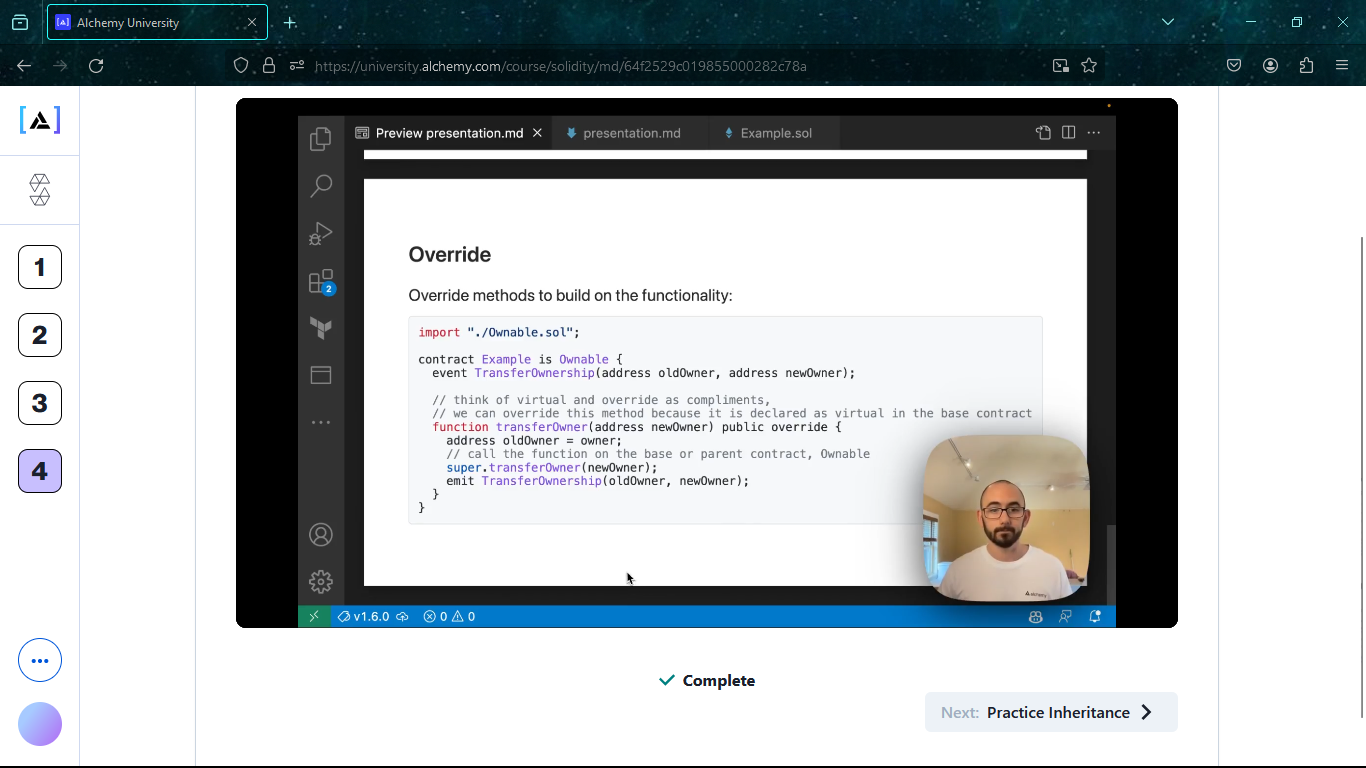 Alchemy University
https://university.alchemy.com/course/solidity/md/64f2529c019855000282c78a
1
2
3
4
Preview presentation.md
presentation.md
Example.sol
2
Override
Override methods to build on the functionality:
import "./Ownable.sol";
contract Example is Ownable {
event TransferOwnership(address oldOwner, address newOwner);
// think of virtual and override as compliments,
// we can override this method because it is declared as virtual in the base contract
function transferOwner(address newOwner) public override {
address oldOwner = owner;
// call the function on the base or parent contract, Ownable
super.transferOwner(newOwner);
emit TransferOwnership(oldOwner, newOwner);
}
}
alchemy
v1.6.0
0
0
Complete
Next: Practice Inheritance